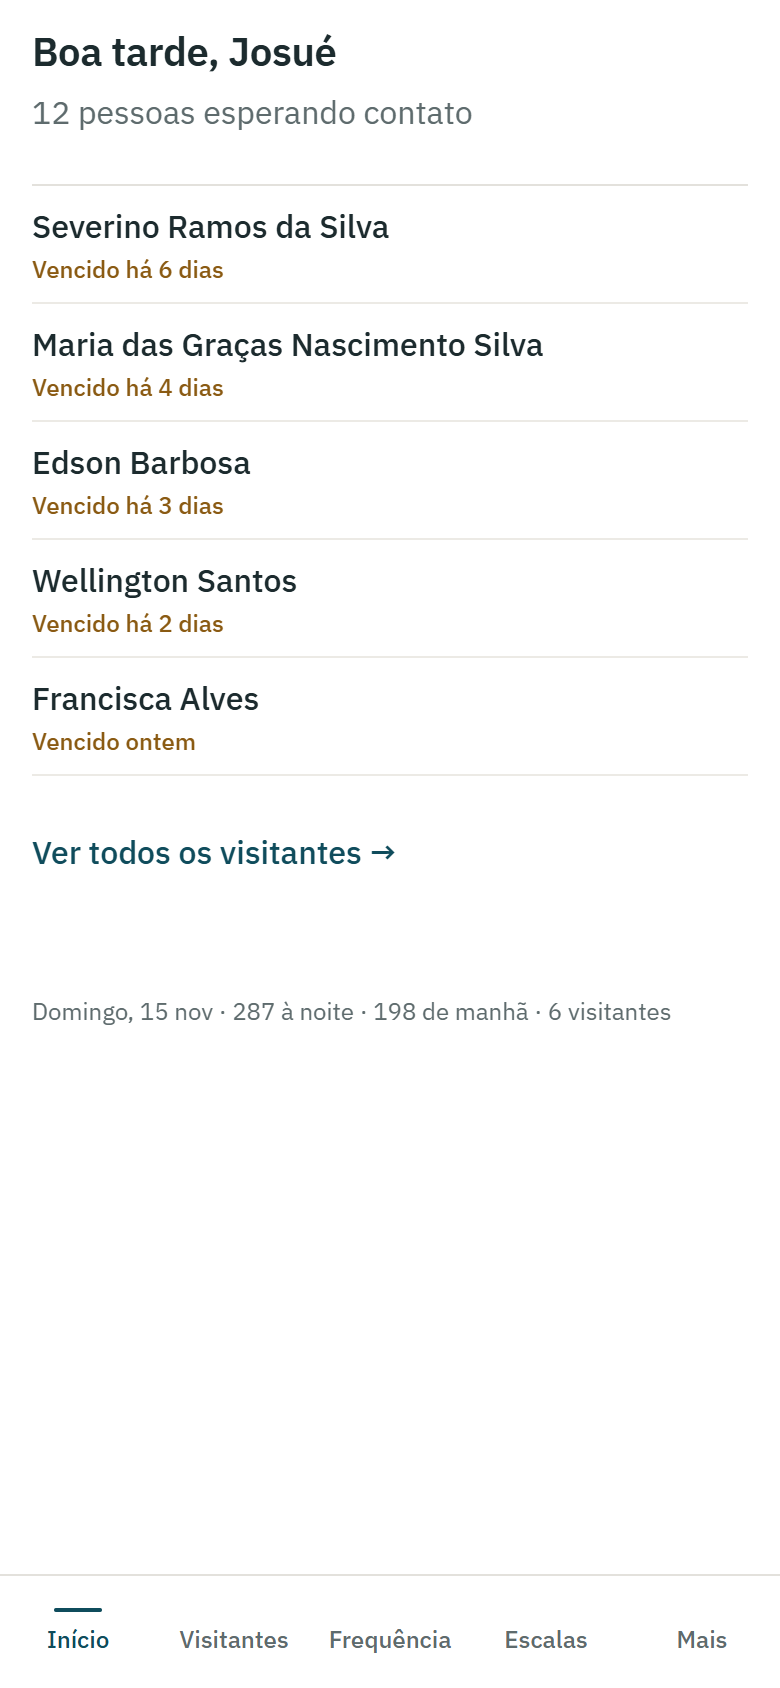 Boa tarde, Josué
12 pessoas esperando contato
Severino Ramos da Silva
Vencido há 6 dias
Maria das Graças Nascimento Silva
Vencido há 4 dias
Edson Barbosa
Vencido há 3 dias
Wellington Santos
Vencido há 2 dias
Francisca Alves
Vencido ontem
Ver todos os visitantes →
Domingo, 15 nov · 287 à noite · 198 de manhã · 6 visitantes
Início Visitantes Frequência Escalas Mais